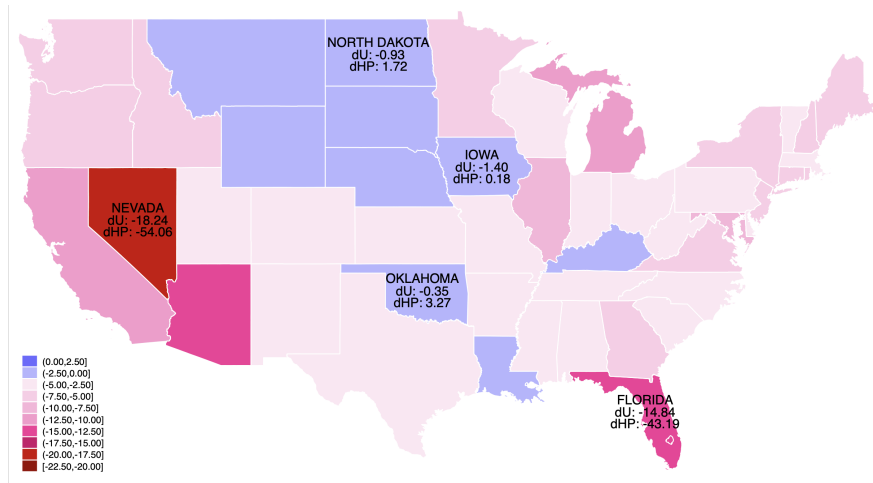 NORTH DAKOTA
dU: -0.93
dHP: 1.72
IOWA
dU: -1.40
dHP: 0.18
NEVADA
dU: -18.24
dHP: -54.06
OKLAHOMA
dU: -0.35
dHP: 3.27
FLORIDA
dU: -14.84
dHP: -43.19
(0.00,2.50]
(-2.50,0.00]
(-5.00,-2.50]
(-7.50,-5.00]
(-10.00,-7.50]
(-12.50,-10.00]
(-15.00,-12.50]
(-17.50,-15.00]
(-20.00,-17.50]
[-22.50,-20.00]